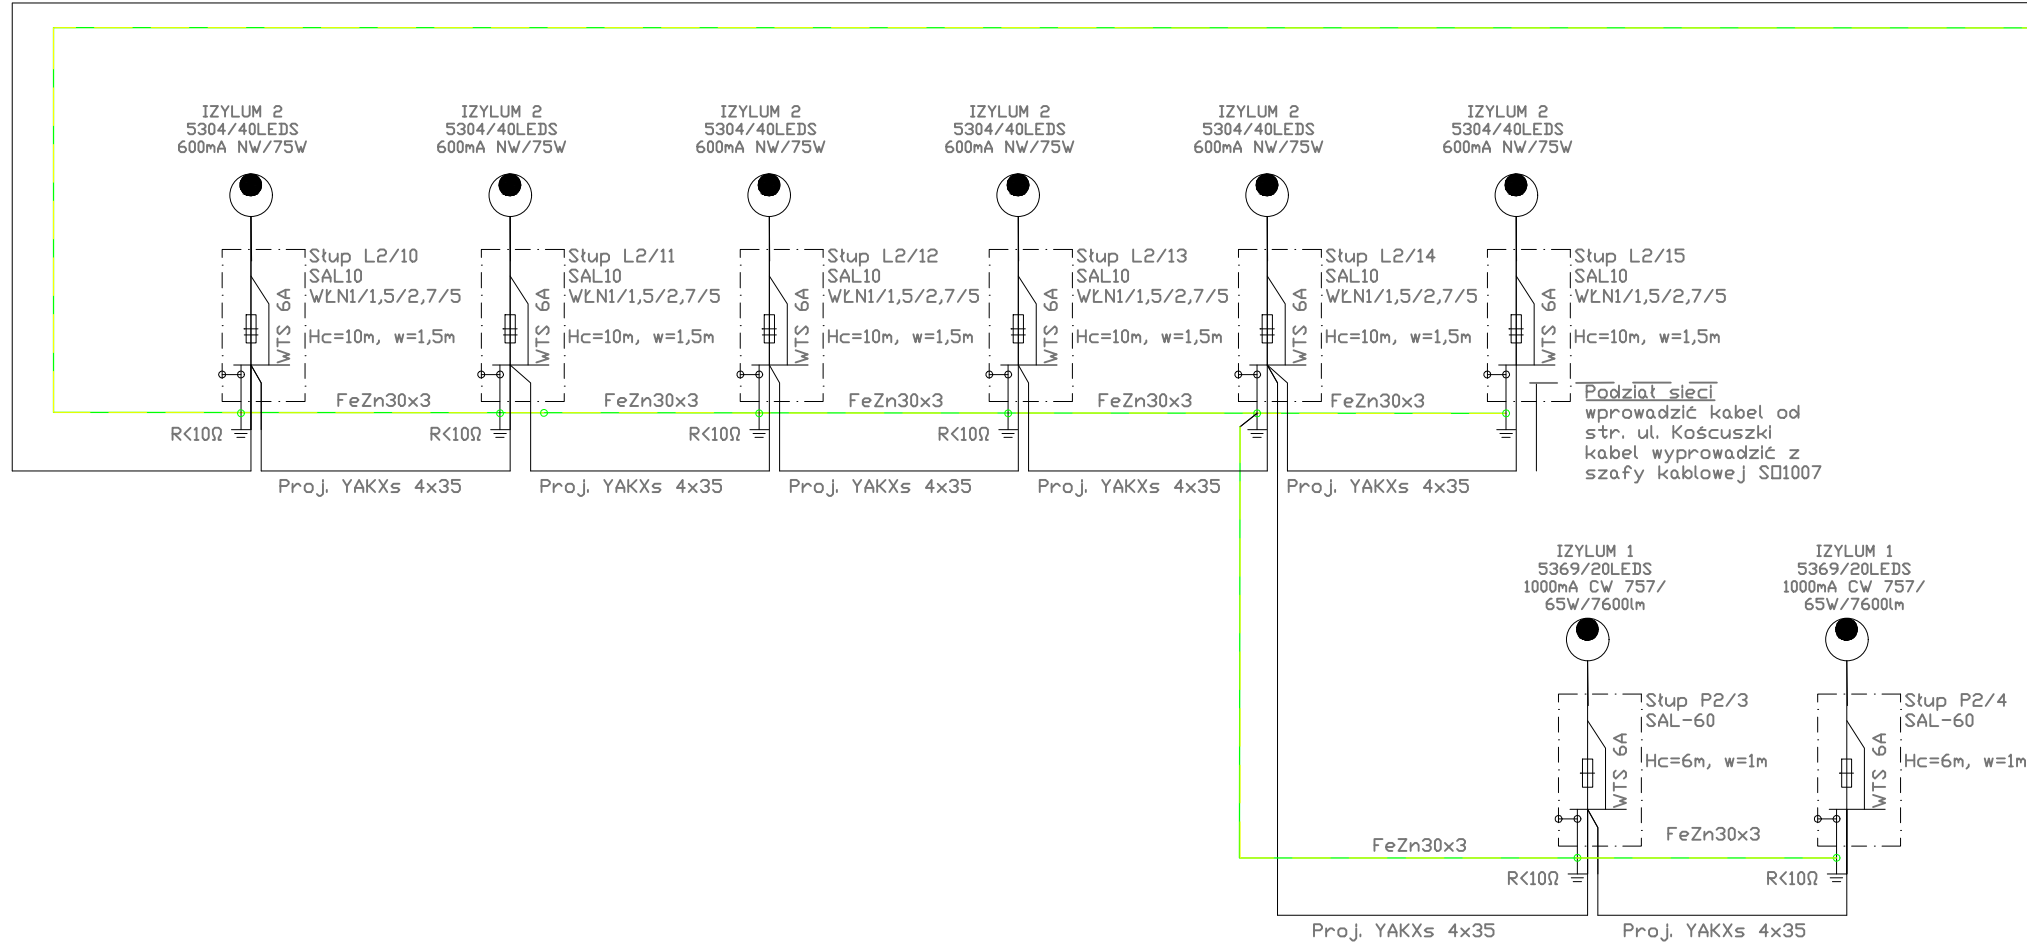 IZYLUM 2
5304/40LEDS
600mA NW/75W
IZYLUM 2
5304/40LEDS
600mA NW/75W
IZYLUM 2
5304/40LEDS
600mA NW/75W
IZYLUM 2
5304/40LEDS
600mA NW/75W
IZYLUM 2
5304/40LEDS
600mA NW/75W
IZYLUM 2
5304/40LEDS
600mA NW/75W
Słup L2/10
SAL10
WŁN1/1,5/2,7/5
Hc=10m, w=1,5m
WTS 6A
Słup L2/11
SAL10
WŁN1/1,5/2,7/5
Hc=10m, w=1,5m
WTS 6A
Słup L2/12
SAL10
WŁN1/1,5/2,7/5
Hc=10m, w=1,5m
WTS 6A
Słup L2/13
SAL10
WŁN1/1,5/2,7/5
Hc=10m, w=1,5m
WTS 6A
Słup L2/14
SAL10
WŁN1/1,5/2,7/5
Hc=10m, w=1,5m
WTS 6A
Słup L2/15
SAL10
WŁN1/1,5/2,7/5
Hc=10m, w=1,5m
WTS 6A
FeZn30x3
FeZn30x3
FeZn30x3
FeZn30x3
FeZn30x3
R<10Ω
R<10Ω
R<10Ω
R<10Ω
Podział sieci
wprowadzić kabel od
str. ul. Kościuszki
kabel wyprowadzić z
szafy kablowej S□1007
Proj. YAKXs 4x35
Proj. YAKXs 4x35
Proj. YAKXs 4x35
Proj. YAKXs 4x35
Proj. YAKXs 4x35
IZYLUM 1
5369/20LEDS
1000mA CW 757/
65W/7600lm
IZYLUM 1
5369/20LEDS
1000mA CW 757/
65W/7600lm
Słup P2/3
SAL-60
Hc=6m, w=1m
WTS 6A
Słup P2/4
SAL-60
Hc=6m, w=1m
WTS 6A
FeZn30x3
FeZn30x3
R<10Ω
R<10Ω
Proj. YAKXs 4x35
Proj. YAKXs 4x35